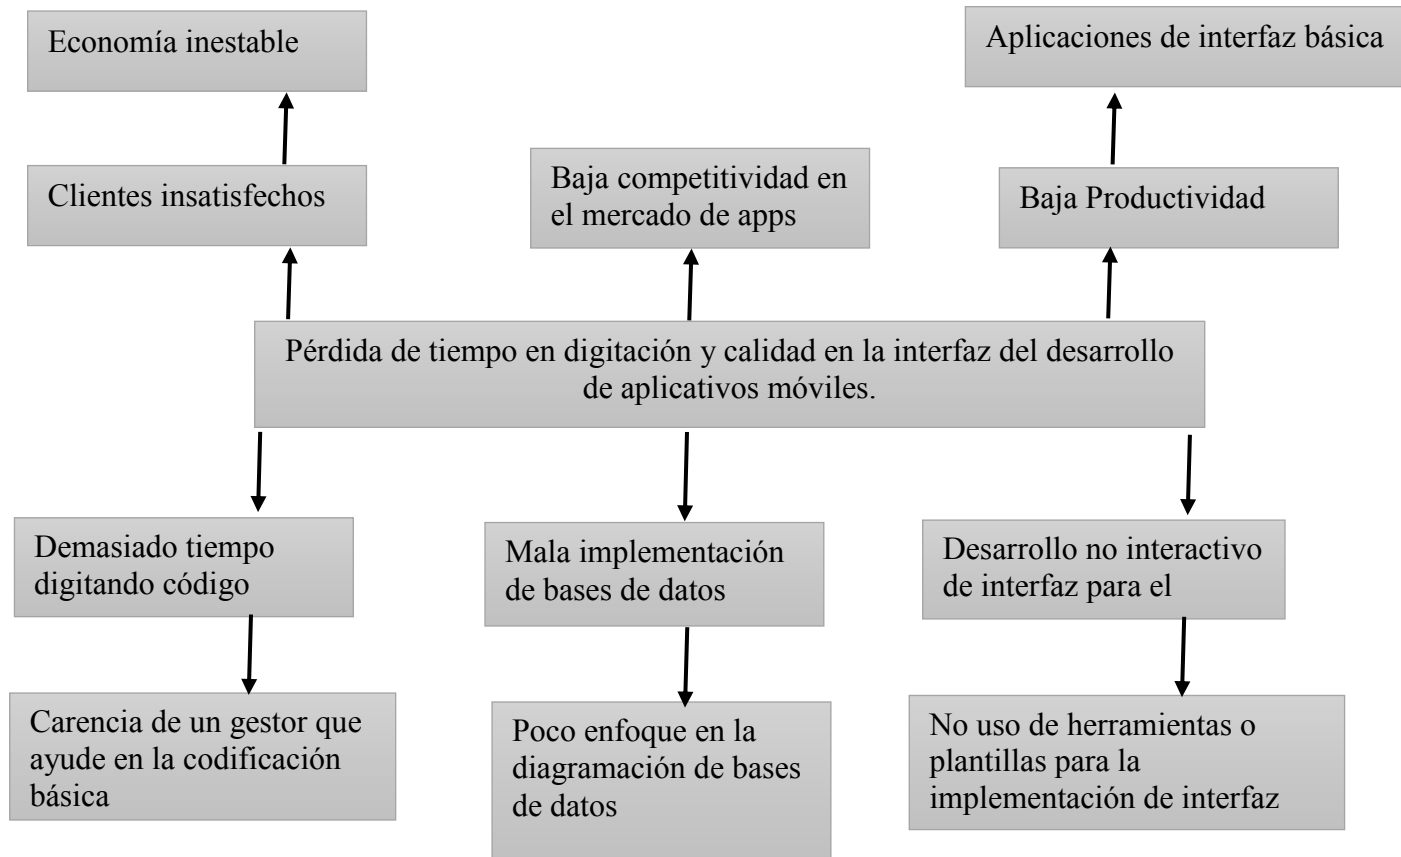 Economía inestable
Aplicaciones de interfaz básica
Clientes insatisfechos
Baja competitividad en
el mercado de apps
Baja Productividad
Pérdida de tiempo en digitación y calidad en la interfaz del desarrollo
de aplicativos móviles.
Demasiado tiempo
digitando código
Mala implementación
de bases de datos
Desarrollo no interactivo
de interfaz para el
Carencia de un gestor que
ayude en la codificación
básica
Poco enfoque en la
diagramación de bases
de datos
No uso de herramientas o
plantillas para la
implementación de interfaz